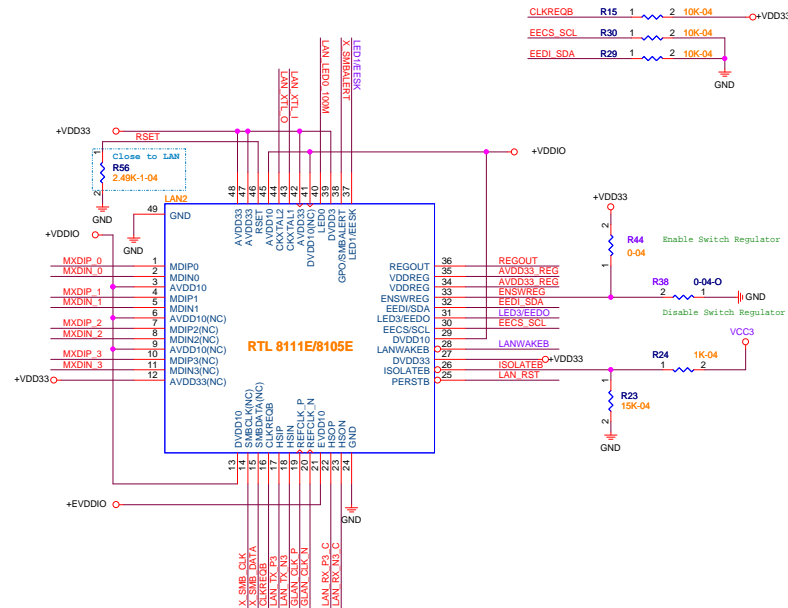 CLKREQB R15 1 2 10K-04 +VDD33
EECS_SCL R30 1 2 10K-04
EEDI_SDA R29 1 2 10K-04
GND
LAN_XTL_O
LAN_XTL_I
LAN_LED0_100M
X_SMBALERT
LED1/EESK
+VDD33
RSET
+VDDIO
Close to LAN
1
R56
2.49K-1-04
2
GND
LAN2
48 47 46 45 44 43 42 41 40 39 38 37
AVDD33
AVDD33
RSET
AVDD10
CKXTAL2
CKXTAL1
AVDD33
DVDD10(NC)
LED0
DVDD3
GPO/SMBALERT
LED1/EESK
49 GND
GND
+VDDIO
MXDIP_0 1 MDIP0
MXDIN_0 2 MDIN0
3 AVDD10
MXDIP_1 4 MDIP1
MXDIN_1 5 MDIN1
6 AVDD10(NC)
MXDIP_2 7 MDIP2(NC)
MXDIN_2 8 MDIN2(NC)
9 AVDD10(NC)
MXDIP_3 10 MDIP3(NC)
MXDIN_3 11 MDIN3(NC)
+VDD33 12 AVDD33(NC)
RTL 8111E/8105E
REGOUT 36 REGOUT
VDDREG 35 AVDD33_REG
VDDREG 34 AVDD33_REG
ENSWREG 33 ENSWREG
EEDI/SDA 32 EEDI_SDA
LED3/EEDO 31 LED3/EEDO
EECS/SCL 30 EECS_SCL
DVDD10 29
LANWAKEB 28 LANWAKEB
DVDD33 27 +VDD33
ISOLATEB 26 ISOLATEB
PERSTB 25 LAN_RST
DVDD10
SMBCLK(NC)
SMBDATA(NC)
CLKREQB
HSIP
HSIN
REFCLK_P
REFCLK_N
EVDD10
HSOP
HSON
GND
13 14 15 16 17 18 19 20 21 22 23 24
+EVDDIO
GND
X_SMB_CLK
X_SMB_DATA
CLKREQB
LAN_TX_P3
LAN_TX_N3
GLAN_CLK_P
GLAN_CLK_N
LAN_RX_P3_C
LAN_RX_N3_C
+VDD33
2
R44 Enable Switch Regulator
0-04
1
R38 0-04-O
2 1 GND
Disable Switch Regulator
VCC3
R24 1K-04
1 2
1
R23
15K-04
2
GND